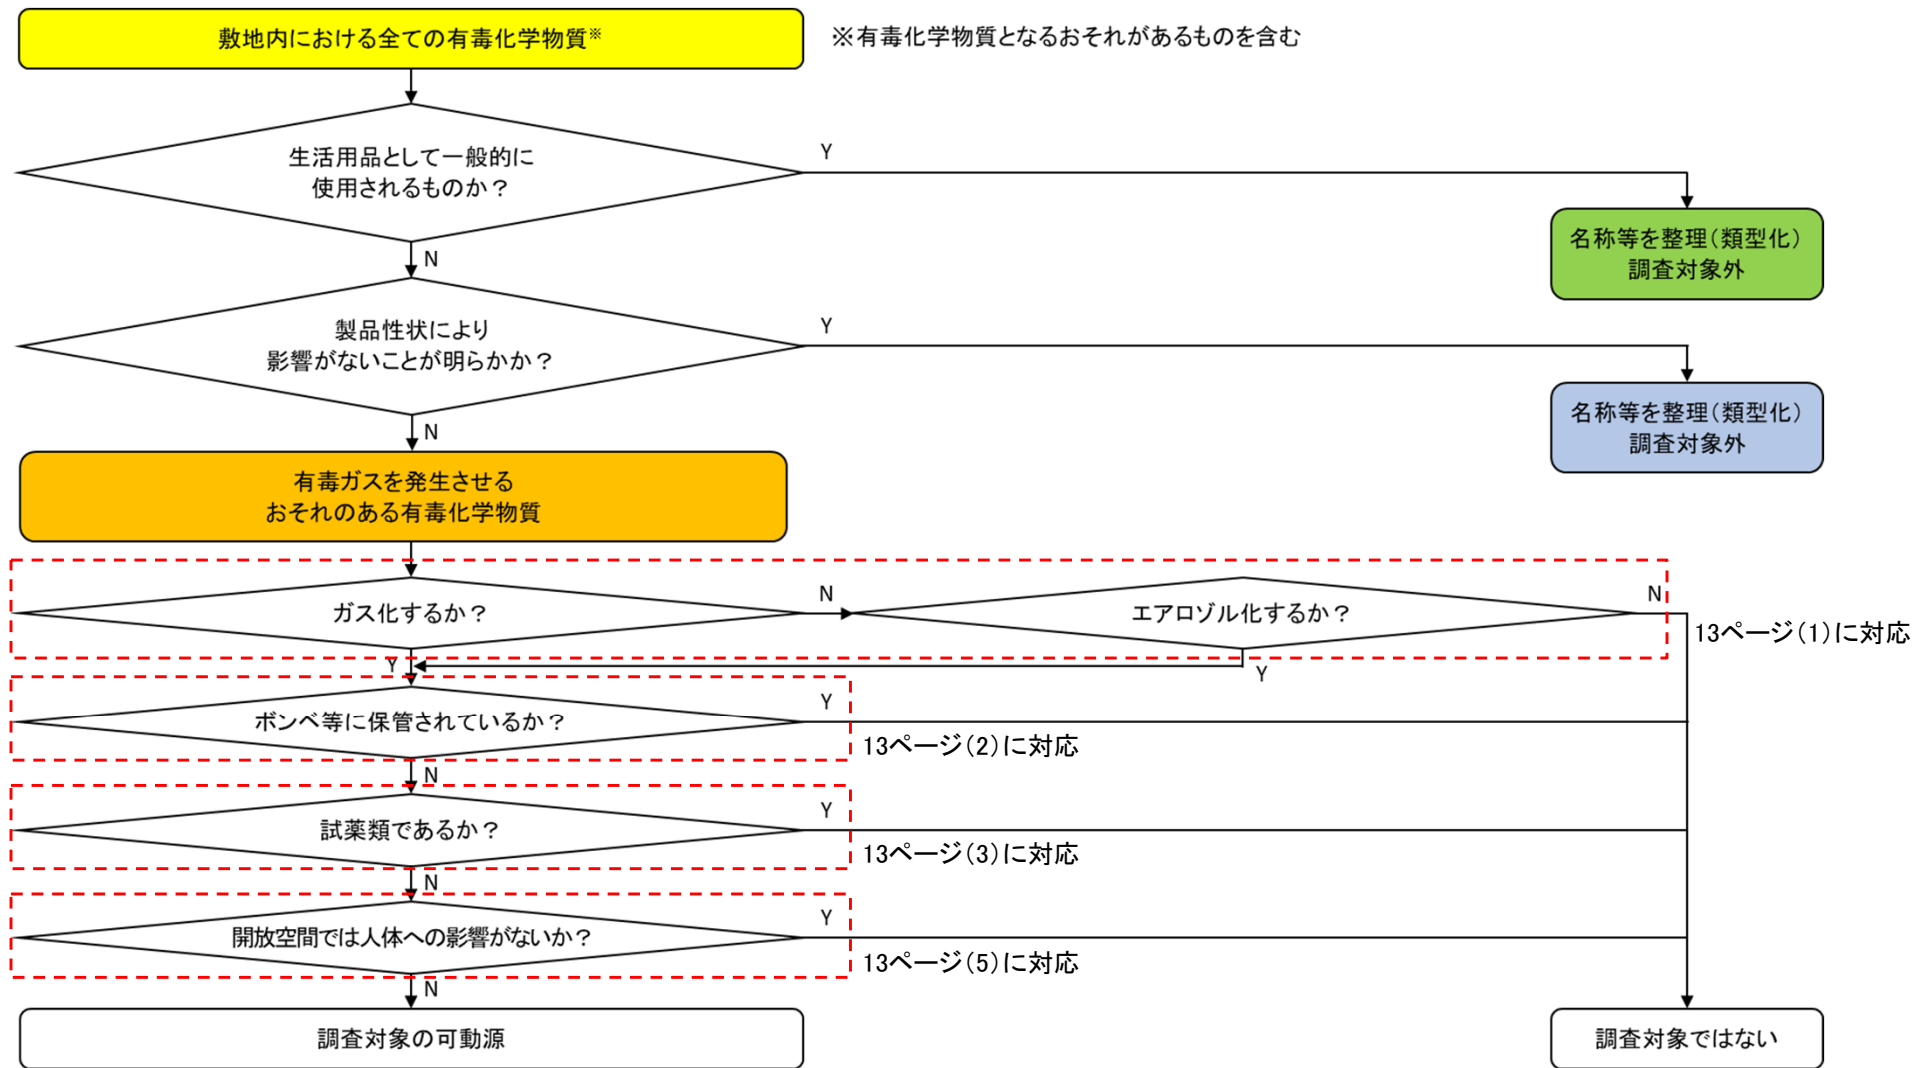 敷地内における全ての有毒化学物質※
※有毒化学物質となるおそれがあるものを含む
生活用品として一般的に
使用されるものか？
Y
名称等を整理（類型化）
調査対象外
N
製品性状により
影響がないことが明らかか？
Y
名称等を整理（類型化）
調査対象外
N
有毒ガスを発生させる
おそれのある有毒化学物質
ガス化するか？
N
エアロゾル化するか？
N
13ページ（1）に対応
Y
Y
ボンベ等に保管されているか？
Y
13ページ（2）に対応
N
試薬類であるか？
Y
13ページ（3）に対応
N
開放空間では人体への影響がないか？
Y
13ページ（5）に対応
N
調査対象の可動源
調査対象ではない